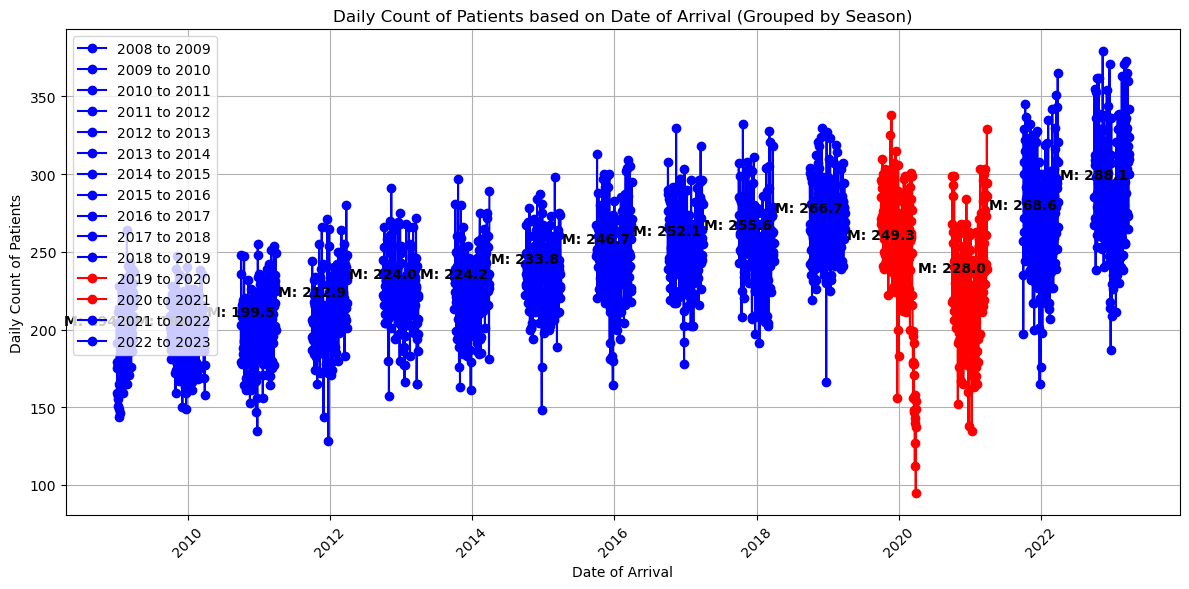 Daily Count of Patients based on Date of Arrival (Grouped by Season)
2008 to 2009
2009 to 2010
2010 to 2011
2011 to 2012
2012 to 2013
2013 to 2014
2014 to 2015
2015 to 2016
2016 to 2017
2017 to 2018
2018 to 2019
2019 to 2020
2020 to 2021
2021 to 2022
2022 to 2023
350
300
250
200
150
100
Daily Count of Patients
M: 199.5
M: 212.9
M: 224.0
M: 224.2
M: 233.8
M: 246.7
M: 252.1
M: 255.6
M: 266.7
M: 249.3
M: 228.0
M: 268.6
M: 288.1
2010
2012
2014
2016
2018
2020
2022
Date of Arrival